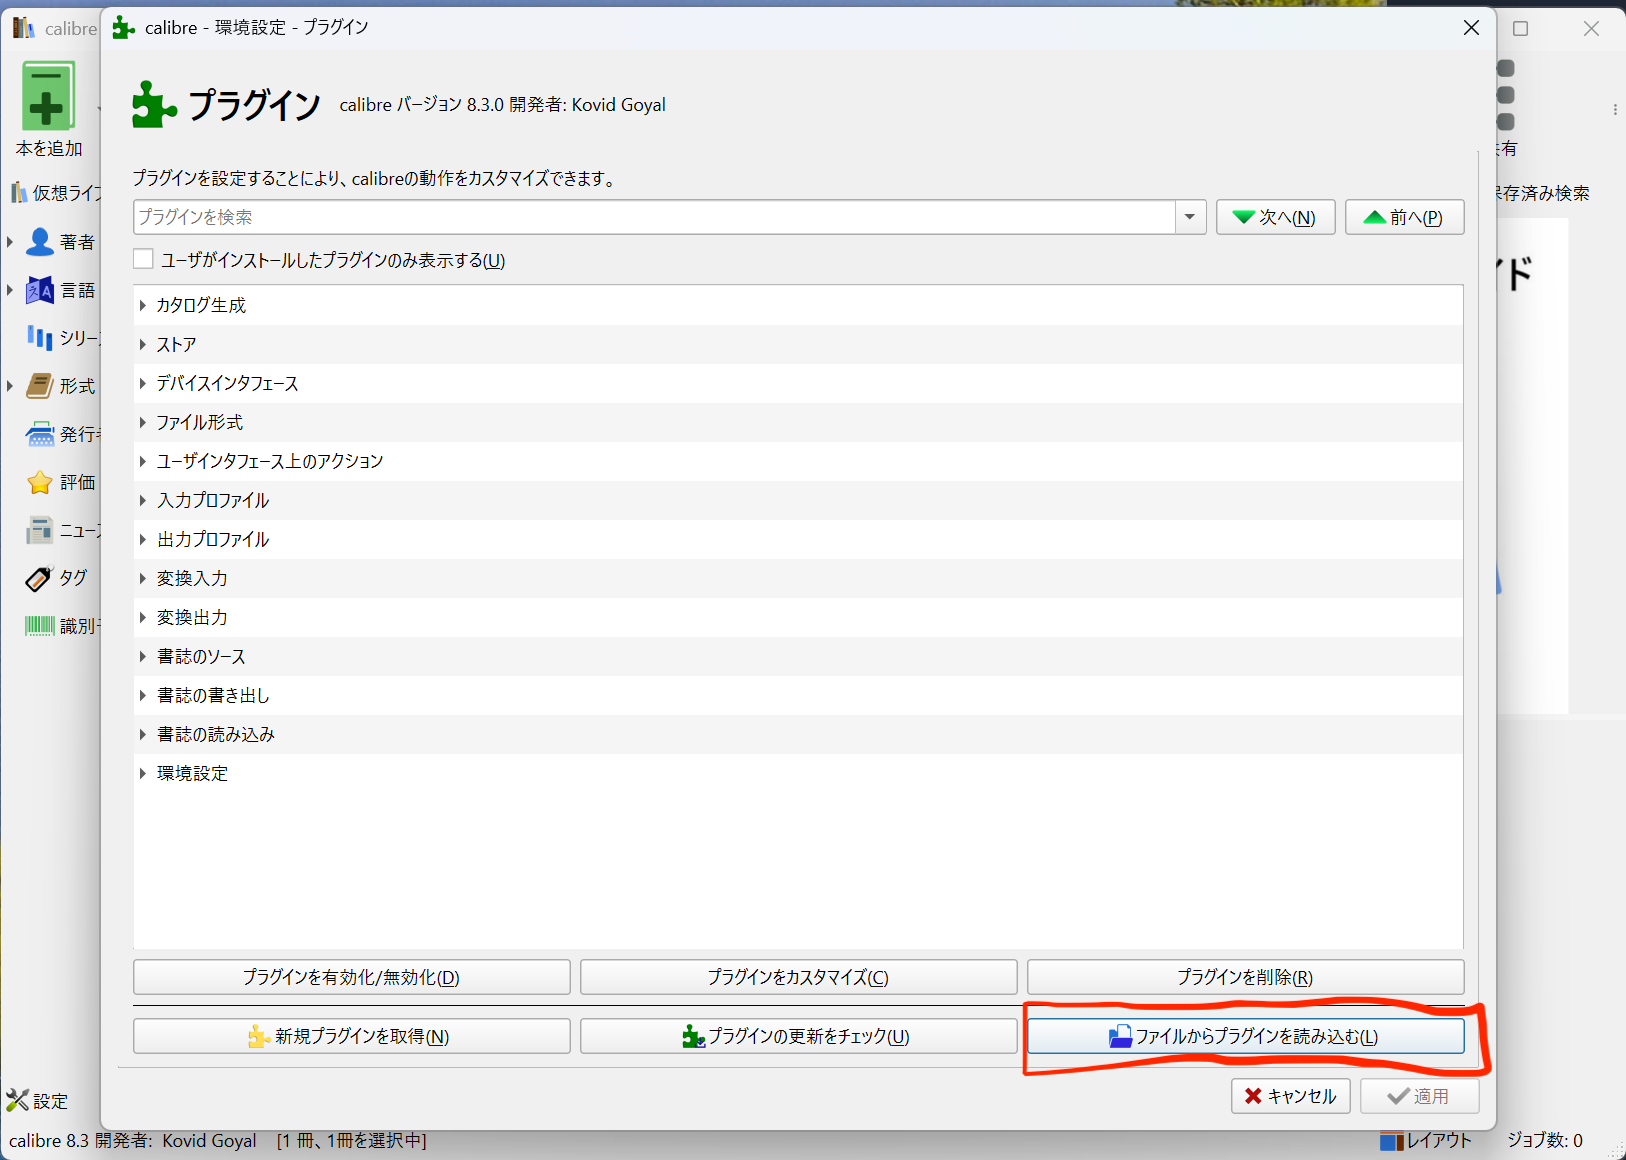 calibre
calibre - 環境設定 - プラグイン
プラグイン
calibre バージョン 8.3.0 開発者: Kovid Goyal
本を追加
共有
プラグインを設定することにより、calibreの動作をカスタマイズできます。
仮想ライブ
プラグインを検索
次へ(N)
前へ(P)
保存済み検索
著者
ユーザがインストールしたプラグインのみ表示する(U)
イド
言語
カタログ生成
シリーズ
ストア
形式
デバイスインタフェース
ファイル形式
発行者
ユーザインタフェース上のアクション
評価
入力プロファイル
ニュース
出力プロファイル
タグ
変換入力
識別子
変換出力
書誌のソース
書誌の書き出し
書誌の読み込み
環境設定
プラグインを有効化/無効化(D)
プラグインをカスタマイズ(C)
プラグインを削除(R)
新規プラグインを取得(N)
プラグインの更新をチェック(U)
ファイルからプラグインを読み込む(L)
設定
キャンセル
適用
calibre 8.3 開発者: Kovid Goyal [1 冊、1冊を選択中]
レイアウト
ジョブ数: 0